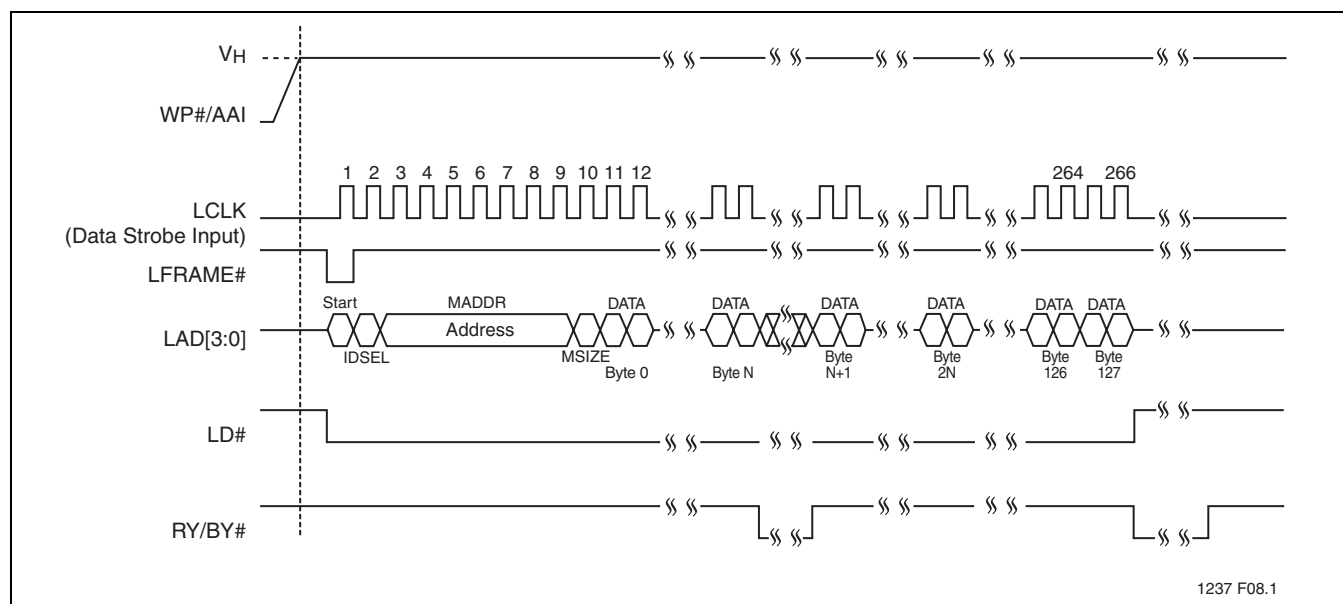 VH
WP#/AAI
1 2 3 4 5 6 7 8 9 10 11 12 264 266
LCLK
(Data Strobe Input)
LFRAME#
Start MADDR DATA DATA DATA DATA DATA DATA
LAD[3:0] Address
IDSEL MSIZE Byte 0 Byte N Byte N+1 Byte 2N Byte 126 Byte 127
LD#
RY/BY#
1237 F08.1